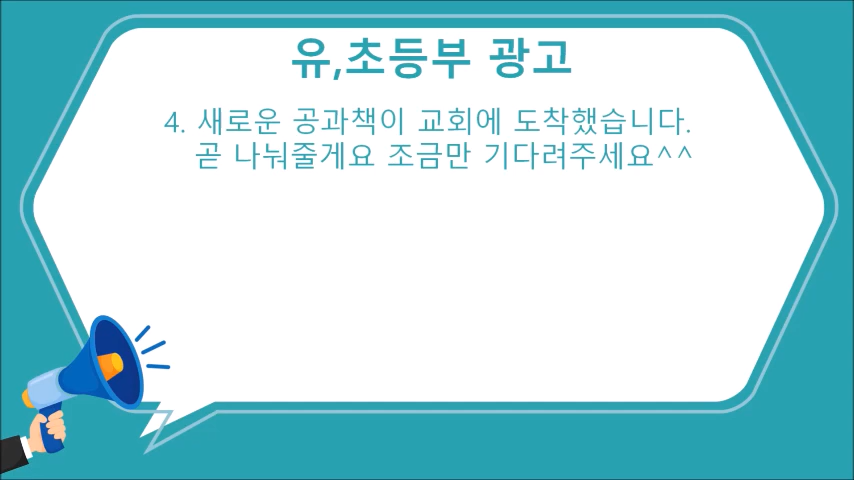 유,초등부 광고
4. 새로운 공과책이 교회에 도착했습니다.
곧 나눠줄게요 조금만 기다려주세요^^